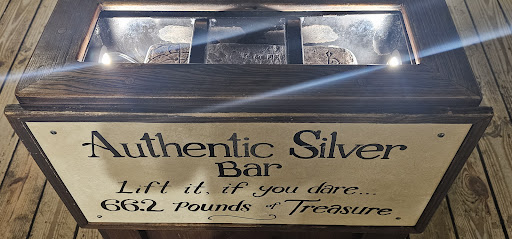 Authentic Silver
Bar
Lift it, if you dare...
66.2 Pounds of Treasure